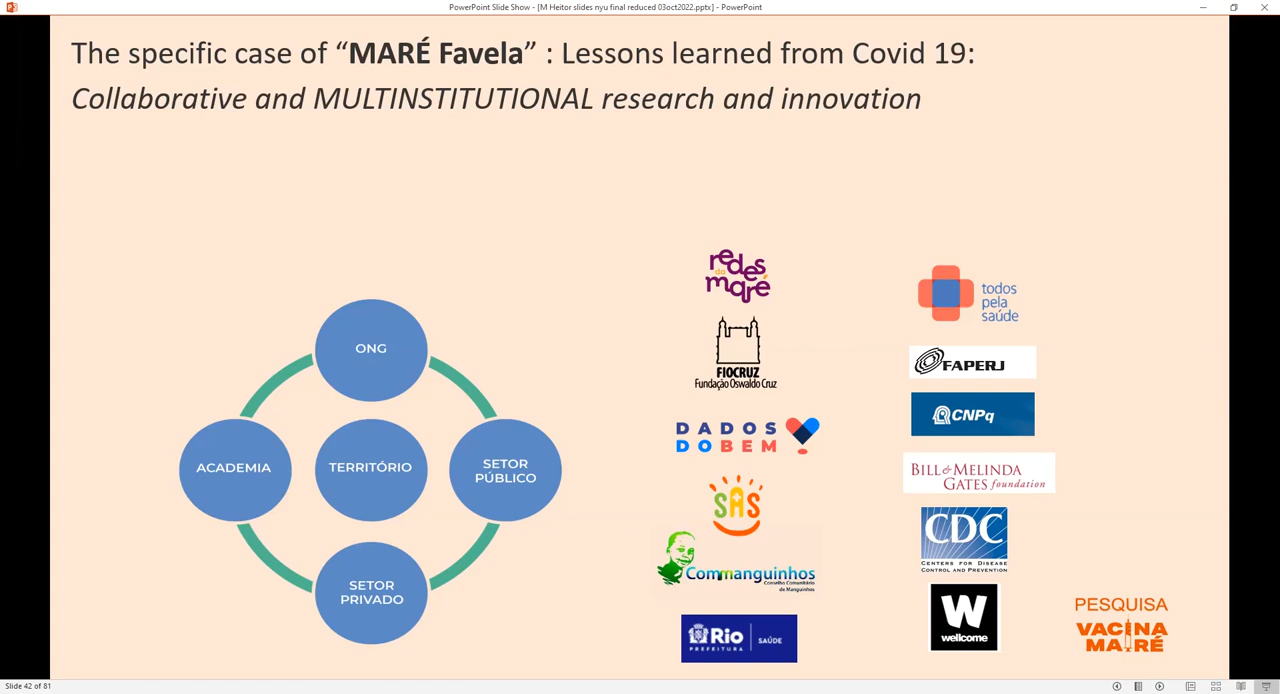 PowerPoint Slide Show - [M Heitor slides nyu final reduced 03oct2022.pptx] - PowerPoint
The specific case of “MARÉ Favela” : Lessons learned from Covid 19:
Collaborative and MULTINSTITUTIONAL research and innovation
ONG
ACADEMIA
TERRITÓRIO
SETOR
PÚBLICO
SETOR
PRIVADO
redes
da
maré
FIOCRUZ
Fundação Oswaldo Cruz
DADOS
DOBEM
SAS
Commanguinhos
Conselho Comunitário
de Manguinhos
Rio
PREFEITURA
SAÚDE
todos
pela
saúde
FAPERJ
CNPq
BILL & MELINDA
GATES foundation
CDC
CENTERS FOR DISEASE
CONTROL AND PREVENTION
W
wellcome
PESQUISA
VACINA
MARÉ
Slide 42 of 81